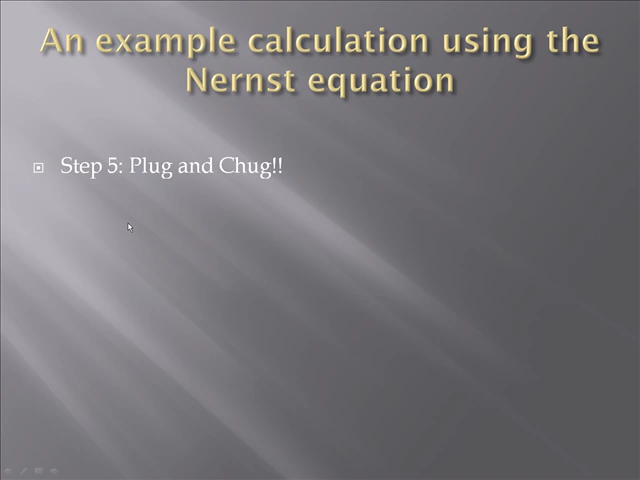 An example calculation using the
Nernst equation
Step 5: Plug and Chug!!